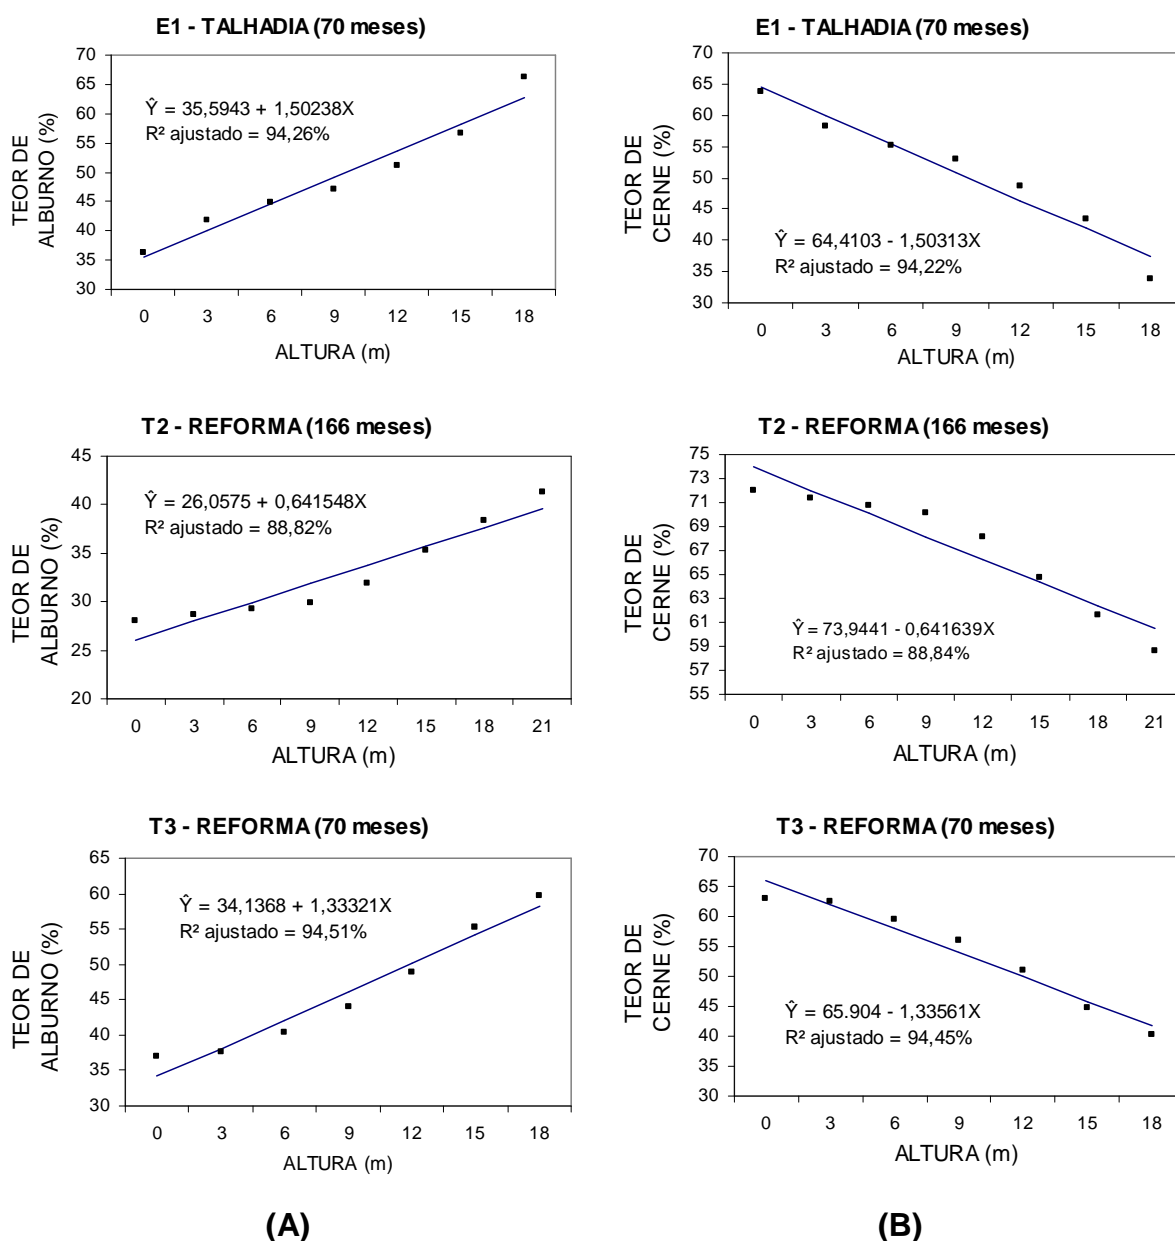 E1 - TALHADIA (70 meses)
TEOR DE
ALBURNO (%)
70
65
60
55
50
45
40
35
30
Ŷ = 35,5943 + 1,50238X
R² ajustado = 94,26%
0 3 6 9 12 15 18
ALTURA (m)
E1 - TALHADIA (70 meses)
TEOR DE
CERNE (%)
70
65
60
55
50
45
40
35
30
Ŷ = 64,4103 - 1,50313X
R² ajustado = 94,22%
0 3 6 9 12 15 18
ALTURA (m)
T2 - REFORMA (166 meses)
TEOR DE
ALBURNO (%)
45
40
35
30
25
20
Ŷ = 26,0575 + 0,641548X
R² ajustado = 88,82%
0 3 6 9 12 15 18 21
ALTURA (m)
T2 - REFORMA (166 meses)
TEOR DE
CERNE (%)
75
73
71
69
67
65
63
61
59
57
55
Ŷ = 73,9441 - 0,641639X
R² ajustado = 88,84%
0 3 6 9 12 15 18 21
ALTURA (m)
T3 - REFORMA (70 meses)
TEOR DE
ALBURNO (%)
65
60
55
50
45
40
35
30
Ŷ = 34,1368 + 1,33321X
R² ajustado = 94,51%
0 3 6 9 12 15 18
ALTURA (m)
T3 - REFORMA (70 meses)
TEOR DE
CERNE (%)
70
65
60
55
50
45
40
35
30
Ŷ = 65.904 - 1,33561X
R² ajustado = 94,45%
0 3 6 9 12 15 18
ALTURA (m)
(A)
(B)